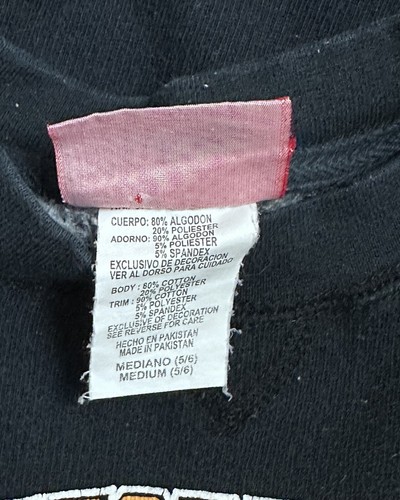 CUERPO: 80% ALGODON
20% POLIESTER
ADORNO: 90% ALGODON
5% POLIESTER
5% SPANDEX
EXCLUSIVO DE DECORACION
VER AL DORSO PARA CUIDADO
BODY : 80% COTTON
20% POLYESTER
TRIM : 90% COTTON
5% POLYESTER
5% SPANDEX
EXCLUSIVE OF DECORATION
SEE REVERSE FOR CARE
HECHO EN PAKISTAN
MADE IN PAKISTAN
MEDIANO (5/6)
MEDIUM (5/6)